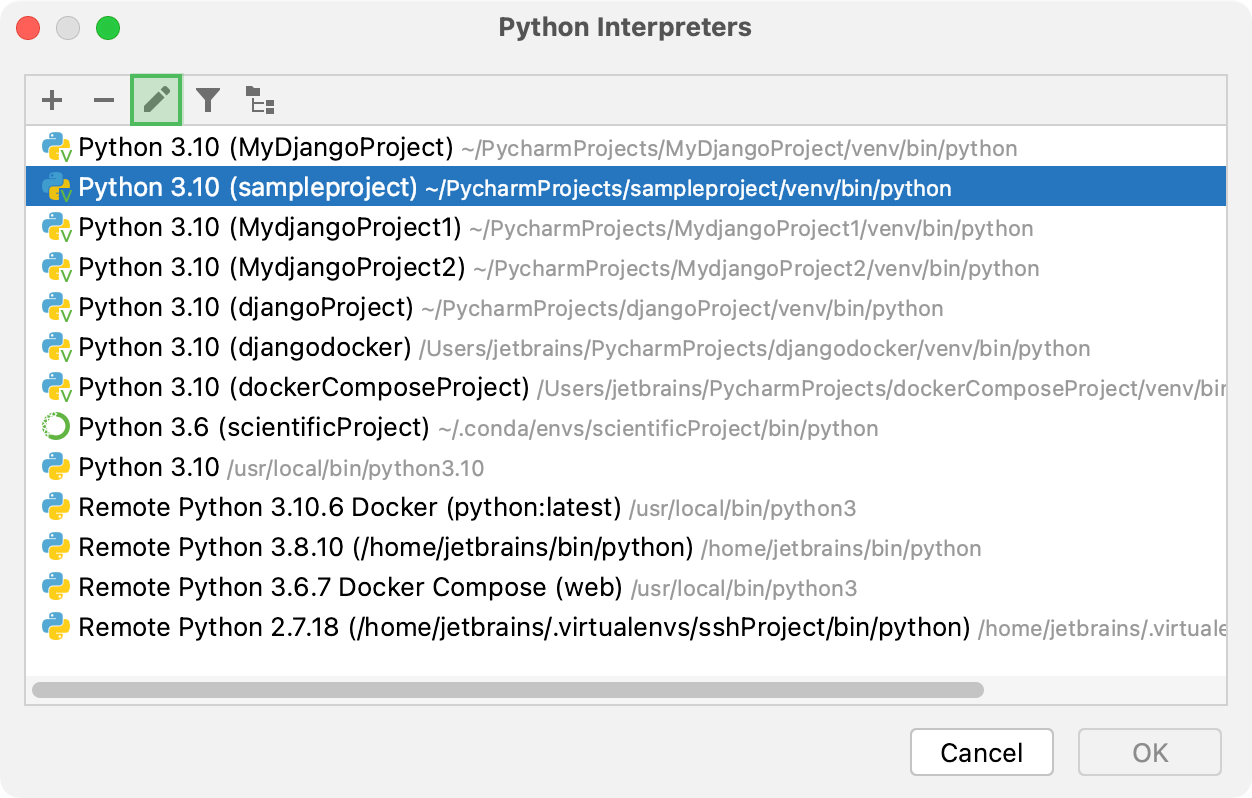 Python Interpreters
Python 3.10 (MyDjangoProject) ~/PycharmProjects/MyDjangoProject/venv/bin/python
Python 3.10 (sampleproject) ~/PycharmProjects/sampleproject/venv/bin/python
Python 3.10 (MydjangoProject1) ~/PycharmProjects/MydjangoProject1/venv/bin/python
Python 3.10 (MydjangoProject2) ~/PycharmProjects/MydjangoProject2/venv/bin/python
Python 3.10 (djangoProject) ~/PycharmProjects/djangoProject/venv/bin/python
Python 3.10 (djangodocker) /Users/jetbrains/PycharmProjects/djangodocker/venv/bin/python
Python 3.10 (dockerComposeProject) /Users/jetbrains/PycharmProjects/dockerComposeProject/venv/bin
Python 3.6 (scientificProject) ~/.conda/envs/scientificProject/bin/python
Python 3.10 /usr/local/bin/python3.10
Remote Python 3.10.6 Docker (python:latest) /usr/local/bin/python3
Remote Python 3.8.10 (/home/jetbrains/bin/python) /home/jetbrains/bin/python
Remote Python 3.6.7 Docker Compose (web) /usr/local/bin/python3
Remote Python 2.7.18 (/home/jetbrains/.virtualenvs/sshProject/bin/python) /home/jetbrains/.virtuale
Cancel OK